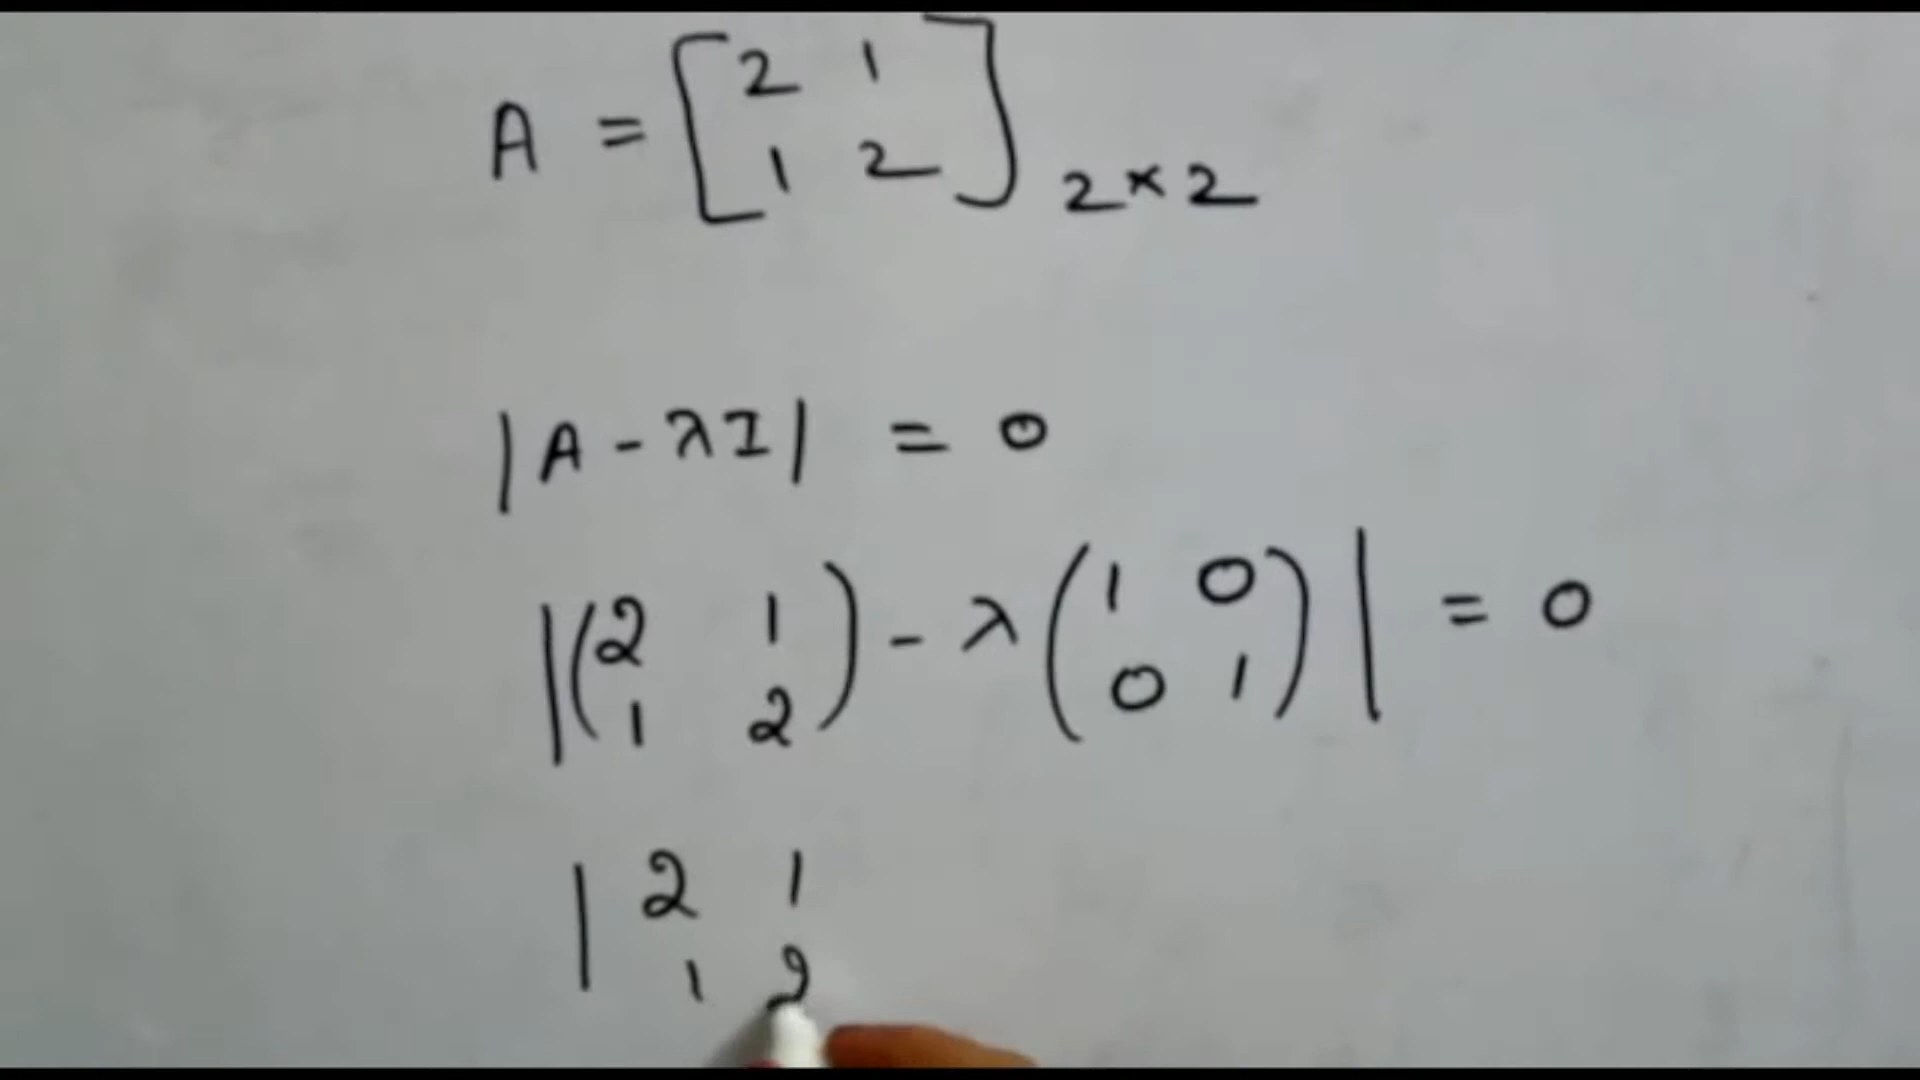 A = [2 1
1 2] 2×2
|A - λI| = 0
|(2 1
1 2) - λ(1 0
0 1)| = 0
| 2 1
1 2